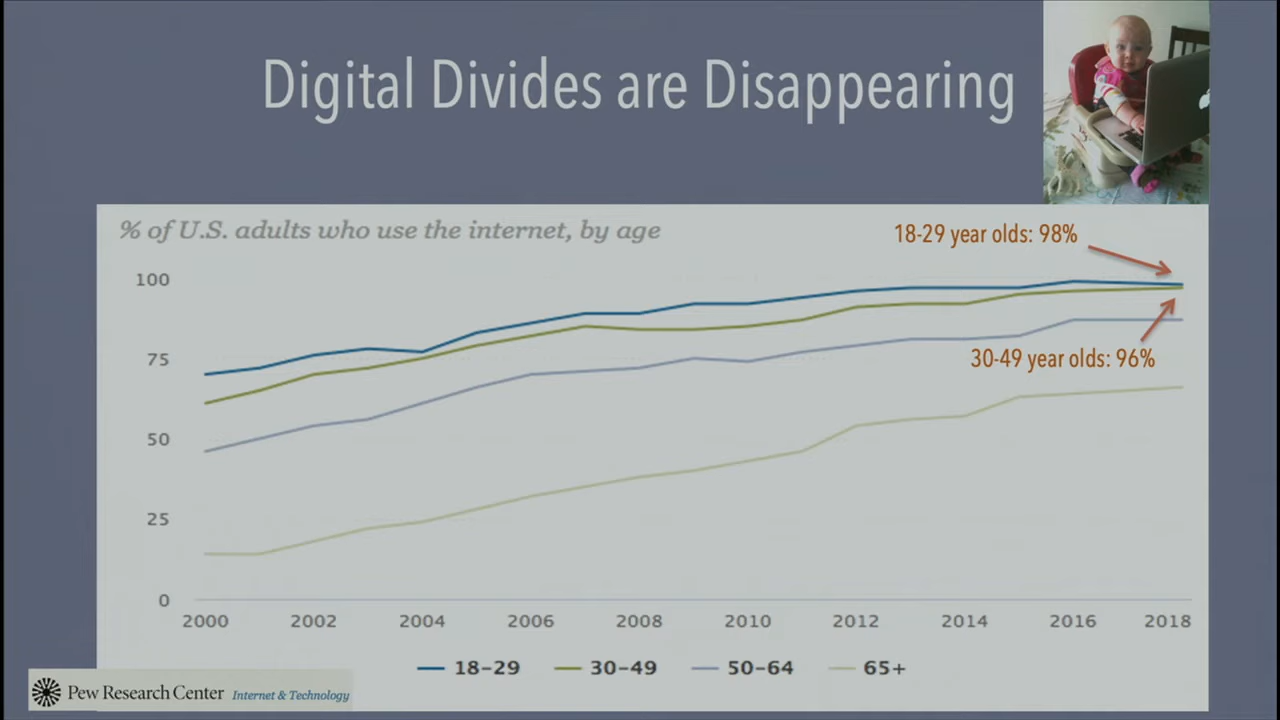 Digital Divides are Disappearing
% of U.S. adults who use the internet, by age
18-29 year olds: 98%
100
75
30-49 year olds: 96%
50
25
0
2000 2002 2004 2006 2008 2010 2012 2014 2016 2018
18–29 30–49 50–64 65+
Pew Research Center Internet & Technology